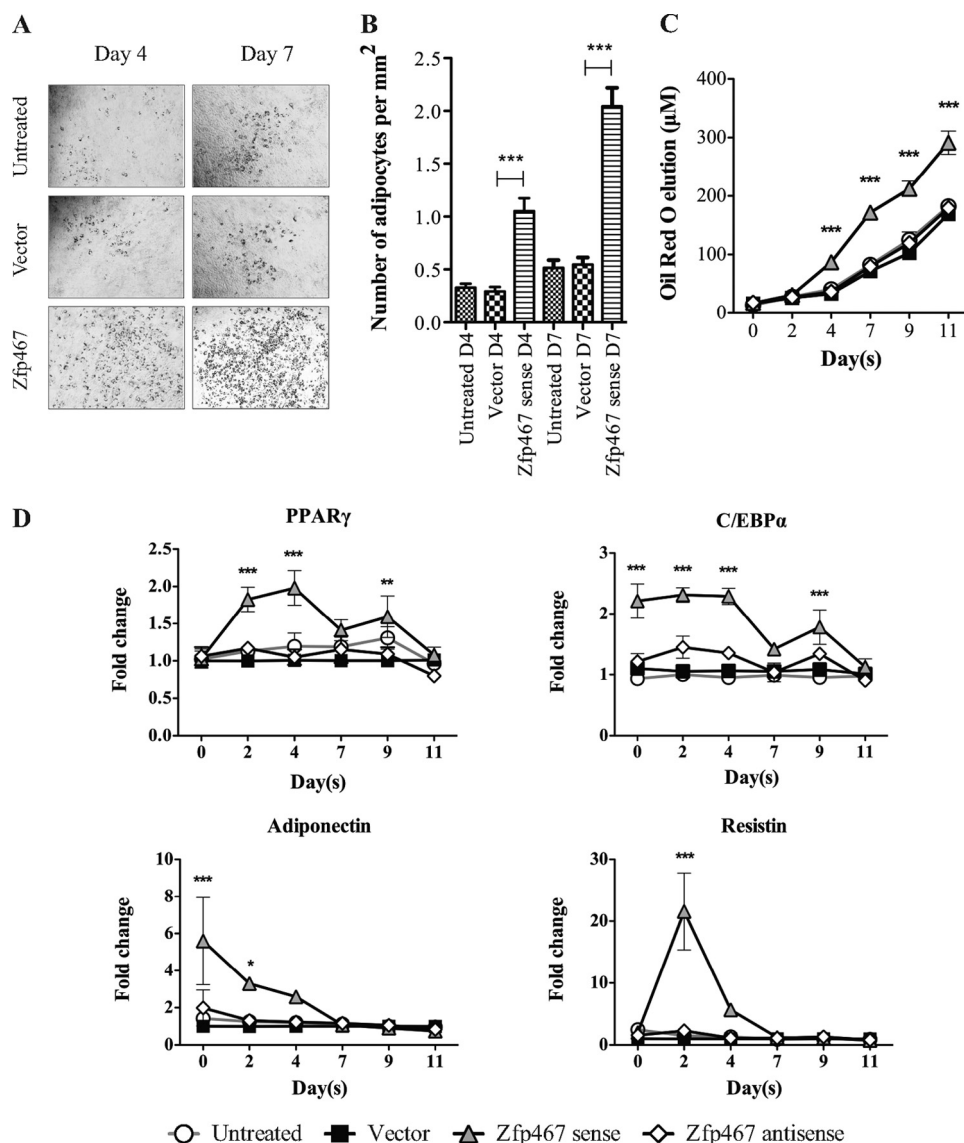 A
Day 4
Day 7
Untreated
Vector
Zfp467
B
Number of adipocytes per mm²
2.5
2.0
1.5
1.0
0.5
0.0
***
***
Untreated D4
Vector D4
Zfp467 sense D4
Untreated D7
Vector D7
Zfp467 sense D7
C
Oil Red O elution (µM)
400
300
200
100
0
***
***
***
***
0 2 4 7 9 11
Day(s)
D
PPARγ
Fold change
2.5
2.0
1.5
1.0
0.5
0.0
*** *** **
0 2 4 7 9 11
Day(s)
C/EBPα
Fold change
3
2
1
0
*** *** *** ***
0 2 4 7 9 11
Day(s)
Adiponectin
Fold change
10
8
6
4
2
0
***
*
0 2 4 7 9 11
Day(s)
Resistin
Fold change
30
20
10
0
***
0 2 4 7 9 11
Day(s)
Untreated Vector Zfp467 sense Zfp467 antisense